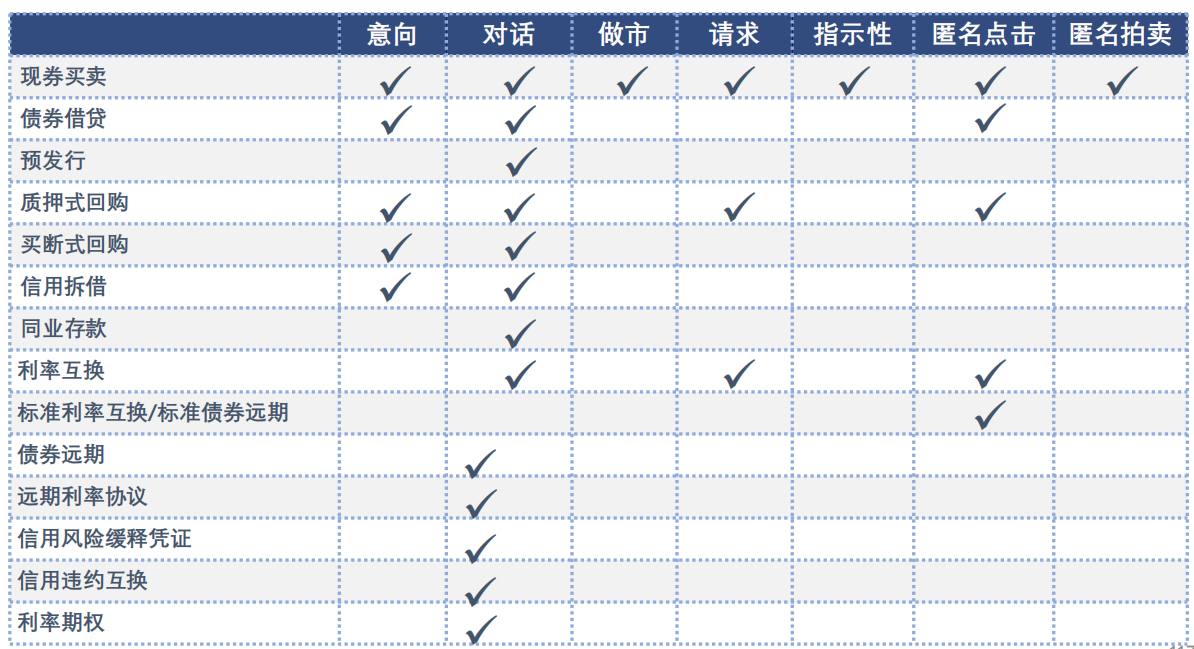 意向 对话 做市 请求 指示性 匿名点击 匿名拍卖
现券买卖 ✓ ✓ ✓ ✓ ✓ ✓ ✓
债券借贷 ✓ ✓ ✓
预发行 ✓
质押式回购 ✓ ✓ ✓ ✓
买断式回购 ✓ ✓
信用拆借 ✓ ✓
同业存款 ✓
利率互换 ✓ ✓ ✓
标准利率互换/标准债券远期 ✓
债券远期 ✓
远期利率协议 ✓
信用风险缓释凭证 ✓
信用违约互换 ✓
利率期权 ✓